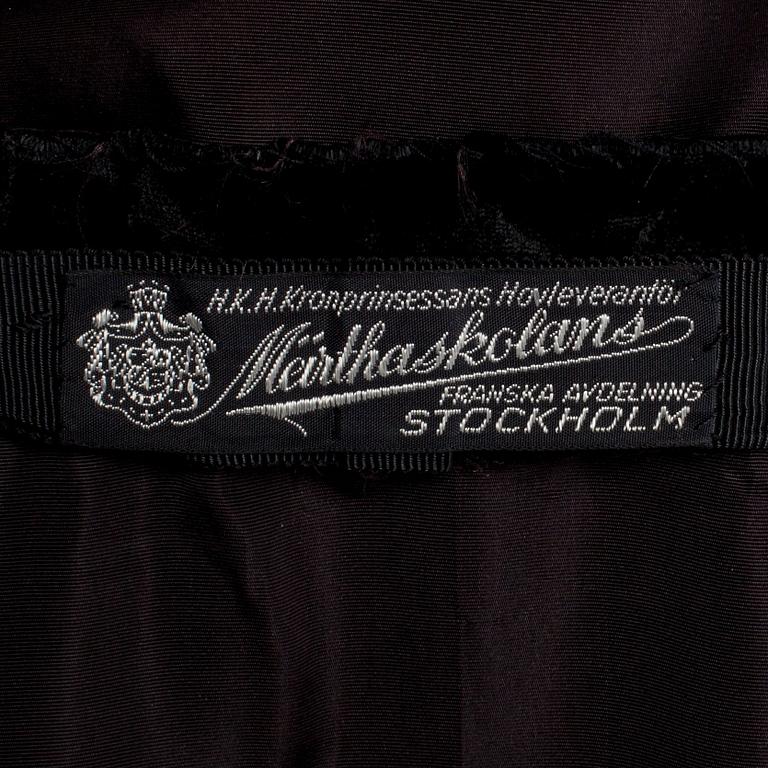 H.K.H. Kronprinsessans Hovleverantör
Märthaskolans
FRANSKA AVDELNING
STOCKHOLM